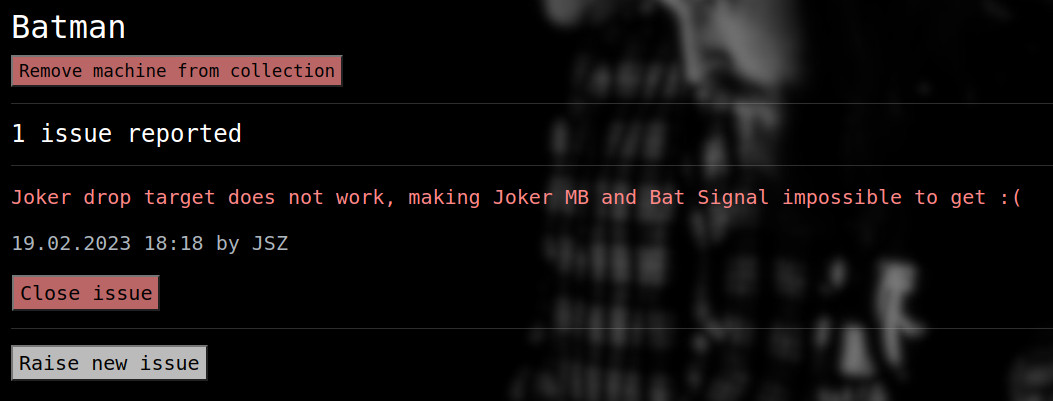 Batman
Remove machine from collection
1 issue reported
Joker drop target does not work, making Joker MB and Bat Signal impossible to get :(
19.02.2023 18:18 by JSZ
Close issue
Raise new issue